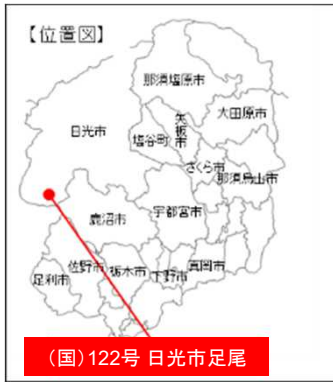 【位置図】
那須塩原市
大田原市
日光市
矢板市
塩谷町
さくら市
那須烏山市
鹿沼市
宇都宮市
佐野市
栃木市
下野市
真岡市
足利市
(国)122号 日光市足尾